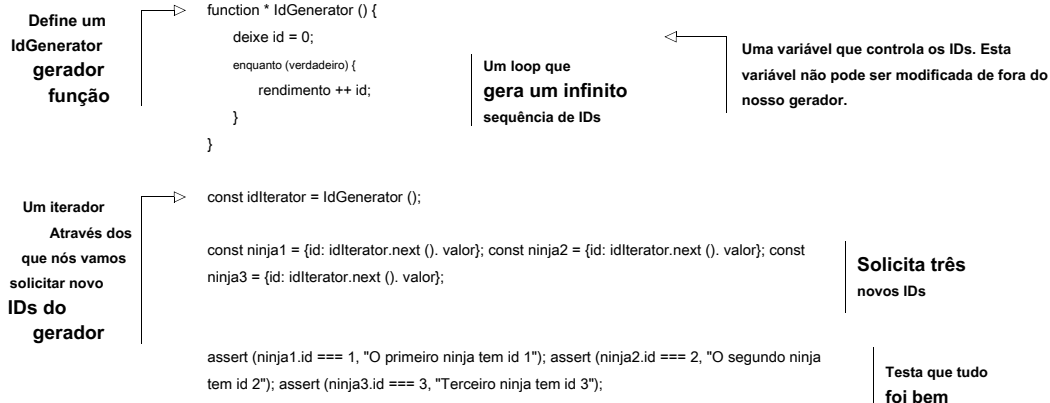 Define um
IdGenerator
gerador
função
function * IdGenerator () {
deixe id = 0;
enquanto (verdadeiro) {
rendimento ++ id;
}
}
Um loop que
gera um infinito
sequência de IDs
Uma variável que controla os IDs. Esta
variável não pode ser modificada de fora do
nosso gerador.
Um iterador
Através dos
que nós vamos
solicitar novo
IDs do
gerador
const idIterator = IdGenerator ();
const ninja1 = {id: idIterator.next (). valor}; const ninja2 = {id: idIterator.next (). valor}; const
ninja3 = {id: idIterator.next (). valor};
Solicita três
novos IDs
assert (ninja1.id === 1, "O primeiro ninja tem id 1"); assert (ninja2.id === 2, "O segundo ninja
tem id 2"); assert (ninja3.id === 3, "Terceiro ninja tem id 3");
Testa que tudo
foi bem